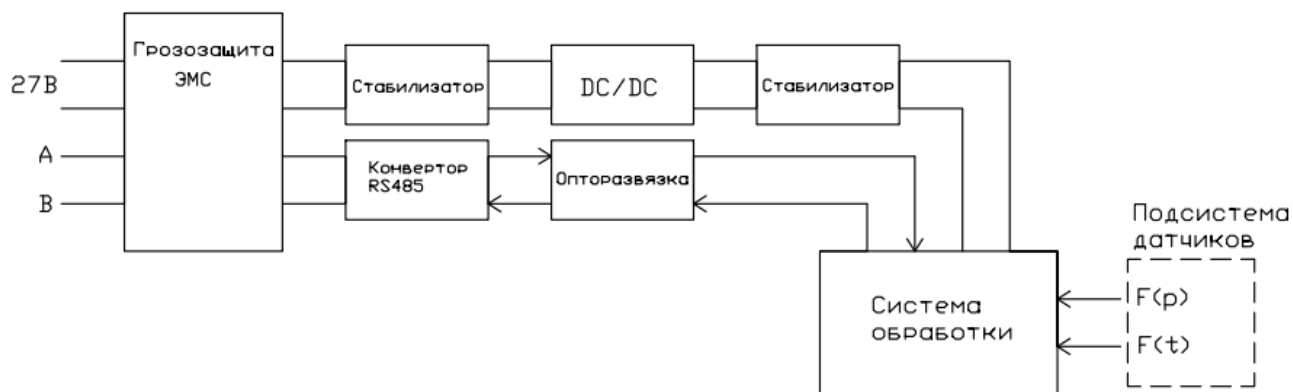 Грозозащита
ЭМС
27В
Стабилизатор
DC/DC
Стабилизатор
A
B
Конвертор
RS485
Опторазвязка
Подсистема
датчиков
Система
обработки
F(p)
F(t)